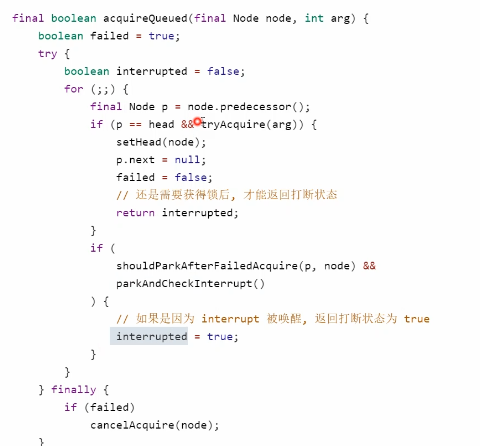 final boolean acquireQueued(final Node node, int arg) {
    boolean failed = true;
    try {
        boolean interrupted = false;
        for (;;) {
            final Node p = node.predecessor();
            if (p == head && tryAcquire(arg)) {
                setHead(node);
                p.next = null;
                failed = false;
                // 还是需要获得锁后, 才能返回打断状态
                return interrupted;
            }
            if (
                shouldParkAfterFailedAcquire(p, node) &&
                parkAndCheckInterrupt()
            ) {
                // 如果是因为 interrupt 被唤醒, 返回打断状态为 true
                interrupted = true;
            }
        }
    } finally {
        if (failed)
            cancelAcquire(node);
    }